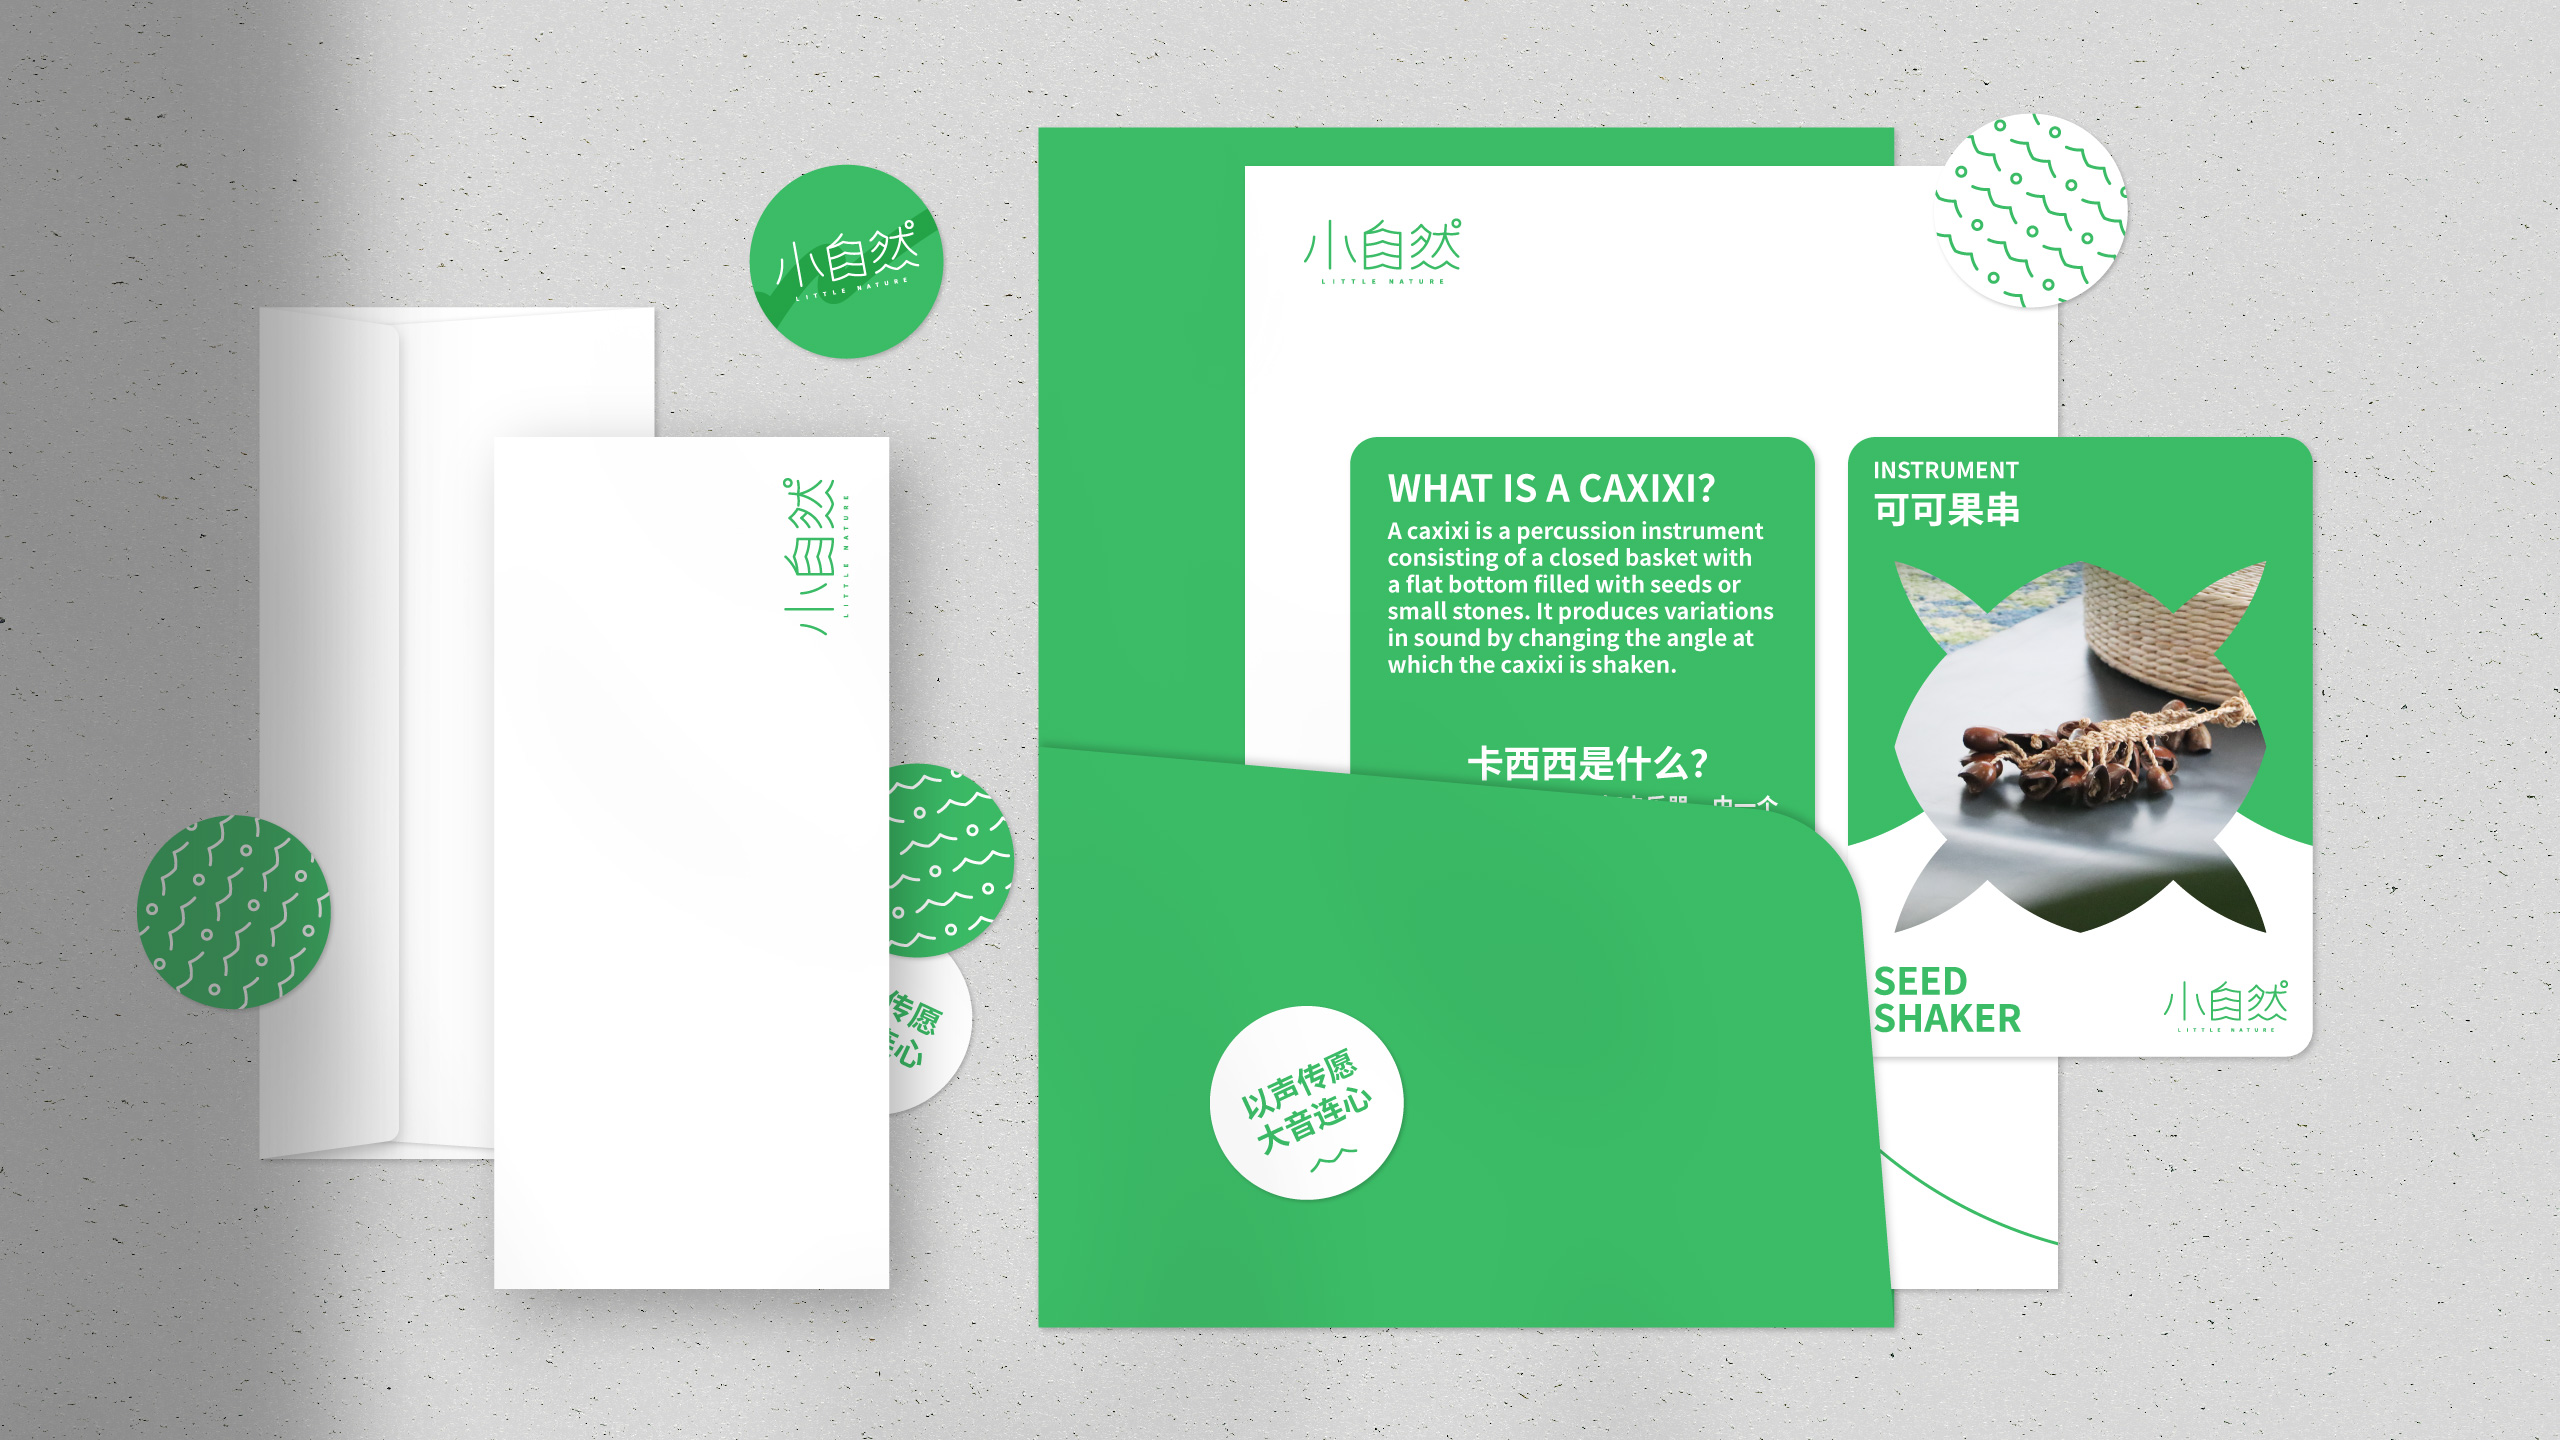 小自然
LITTLE NATURE
小自然
LITTLE NATURE
传愿
心
小自然
LITTLE NATURE
WHAT IS A CAXIXI?
A caxixi is a percussion instrument
consisting of a closed basket with
a flat bottom filled with seeds or
small stones. It produces variations
in sound by changing the angle at
which the caxixi is shaken.
卡西西是什么?
由一个
以声传愿
大音连心
INSTRUMENT
可可果串
SEED
SHAKER
小自然
LITTLE NATURE